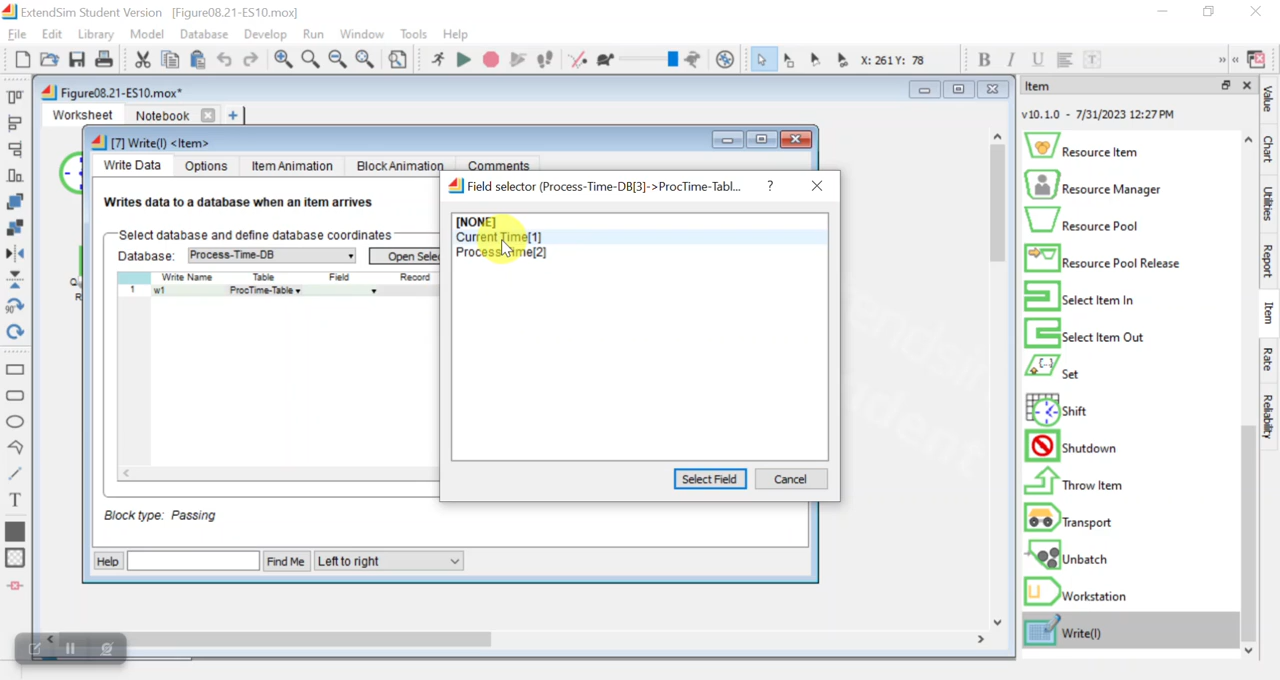 ExtendSim Student Version [Figure08.21-ES10.mox]
File Edit Library Model Database Develop Run Window Tools Help
X: 261 Y: 78
B I U T
Figure08.21-ES10.mox*
Worksheet Notebook +
[7] Write(I) <Item>
Write Data Options Item Animation Block Animation Comments
Writes data to a database when an item arrives
Select database and define database coordinates
Database: Process-Time-DB Open Selec
Write Name Table Field Record
1 w1 ProcTime-Table
Block type: Passing
Help Find Me Left to right
Field selector (Process-Time-DB[3]->ProcTime-Tabl... ?
[NONE]
Current Time[1]
Process Time[2]
Select Field Cancel
Item
v10.1.0 - 7/31/2023 12:27 PM
Resource Item
Resource Manager
Resource Pool
Resource Pool Release
Select Item In
Select Item Out
Set
Shift
Shutdown
Throw Item
Transport
Unbatch
Workstation
Write(I)
Value
Chart
Utilities
Report
Item
Rate
Reliability
90°
T